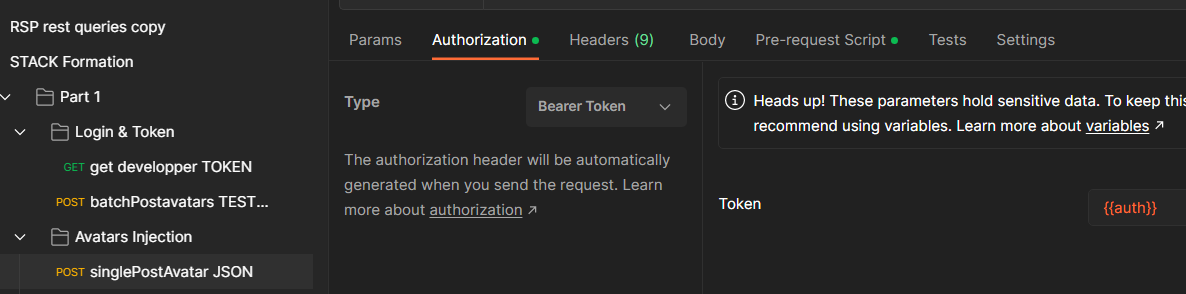 RSP rest queries copy
STACK Formation
Part 1
Login & Token
GET get developper TOKEN
POST batchPostavatars TEST...
Avatars Injection
POST singlePostAvatar JSON
Params Authorization Headers (9) Body Pre-request Script Tests Settings
Type
Bearer Token
The authorization header will be automatically
generated when you send the request. Learn
more about authorization ↗
Heads up! These parameters hold sensitive data. To keep this
recommend using variables. Learn more about variables ↗
Token
{{auth}}